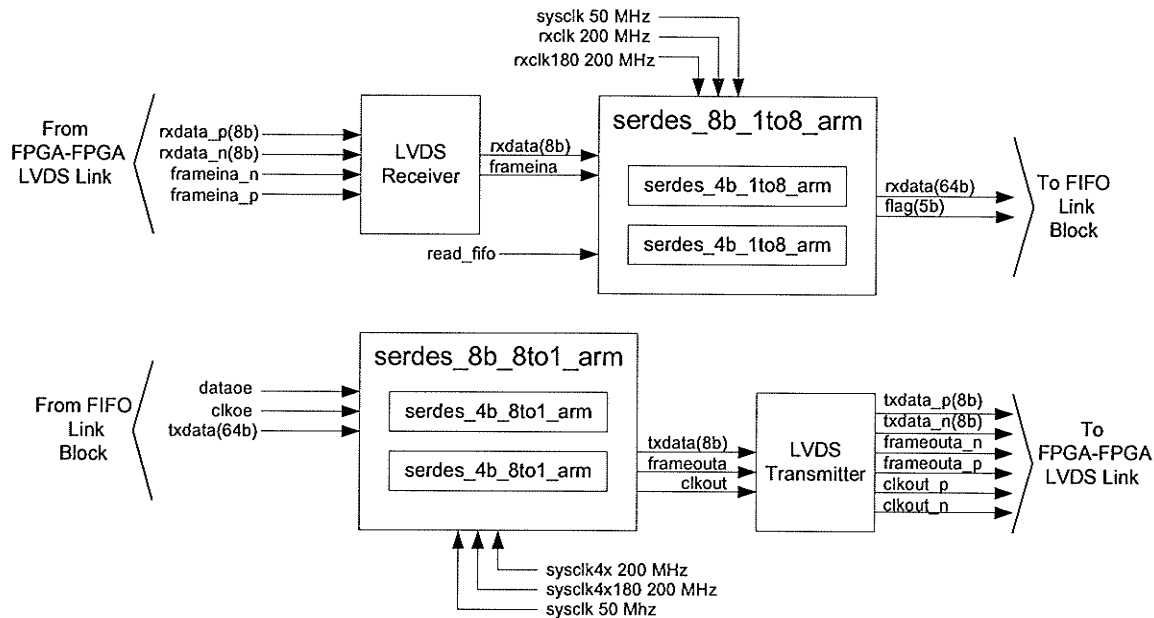 sysclk 50 MHz
rxclk 200 MHz
rxclk180 200 MHz
From
FPGA-FPGA
LVDS Link
rxdata_p(8b)
rxdata_n(8b)
frameina_n
frameina_p
LVDS
Receiver
rxdata(8b)
frameina
read_fifo
serdes_8b_1to8_arm
serdes_4b_1to8_arm
serdes_4b_1to8_arm
rxdata(64b)
flag(5b)
To FIFO
Link
Block
From FIFO
Link
Block
dataoe
clkoe
txdata(64b)
serdes_8b_8to1_arm
serdes_4b_8to1_arm
serdes_4b_8to1_arm
txdata(8b)
frameouta
clkout
LVDS
Transmitter
txdata_p(8b)
txdata_n(8b)
frameouta_n
frameouta_p
clkout_p
clkout_n
To
FPGA-FPGA
LVDS Link
sysclk4x 200 MHz
sysclk4x180 200 MHz
sysclk 50 Mhz